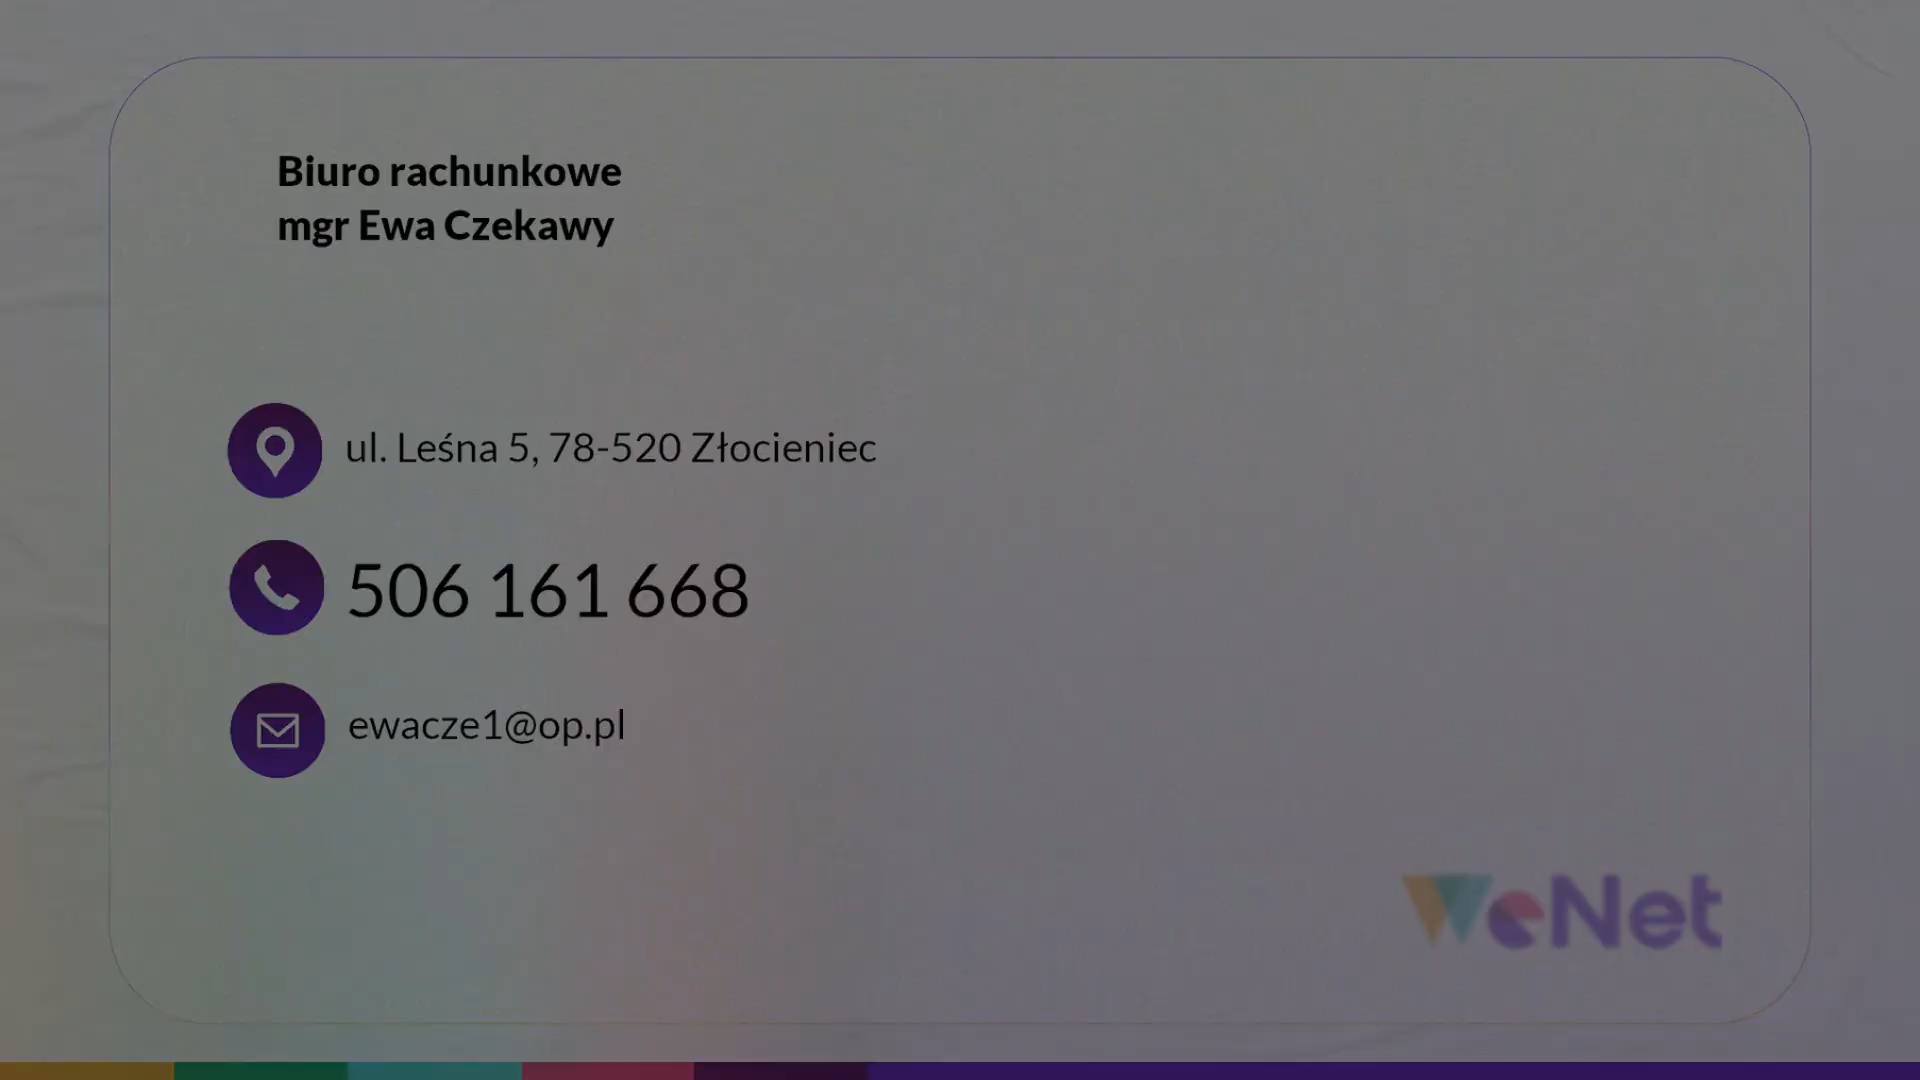 Biuro rachunkowe
mgr Ewa Czekawy
ul. Leśna 5, 78-520 Złocieniec
506 161 668
ewacze1@op.pl
WeNet